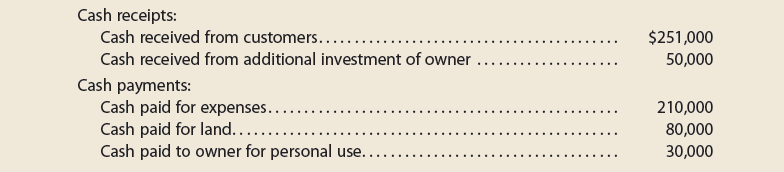 Cash receipts:
Cash received from customers........................................ $251,000
Cash received from additional investment of owner .................. 50,000
Cash payments:
Cash paid for expenses.............................................. 210,000
Cash paid for land.................................................. 80,000
Cash paid to owner for personal use................................. 30,000